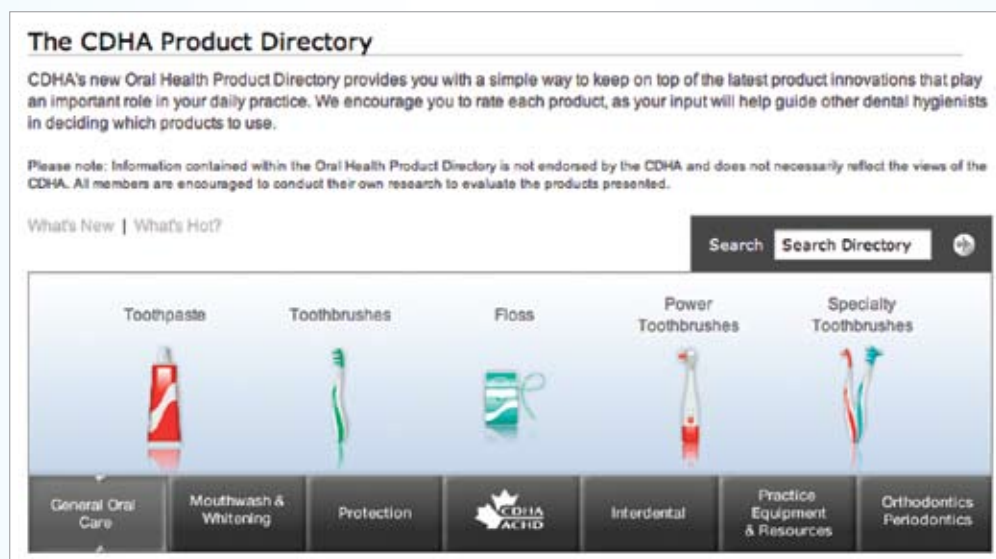 The CDHA Product Directory
CDHA's new Oral Health Product Directory provides you with a simple way to keep on top of the latest product innovations that play
an important role in your daily practice. We encourage you to rate each product, as your input will help guide other dental hygienists
in deciding which products to use.
Please note: Information contained within the Oral Health Product Directory is not endorsed by the CDHA and does not necessarily reflect the views of the
CDHA. All members are encouraged to conduct their own research to evaluate the products presented.
What's New | What's Hot?
Search Search Directory
Toothpaste
Toothbrushes
Floss
Power
Toothbrushes
Specialty
Toothbrushes
General Oral
Care
Mouthwash &
Whitening
Protection
CDHA
ACHD
Interdental
Practice
Equipment
& Resources
Orthodontics
Periodontics